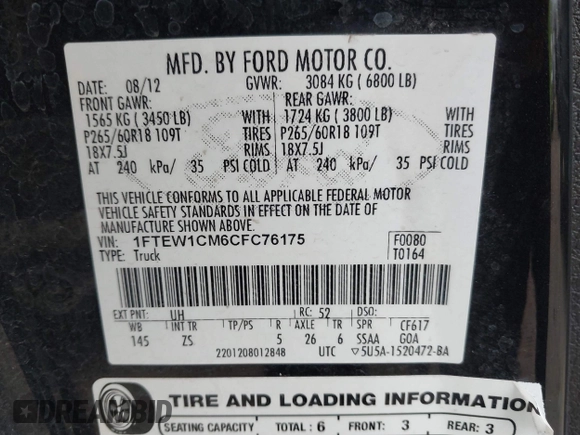 MFD. BY FORD MOTOR CO.
DATE: 08/12 GVWR: 3084 KG ( 6800 LB)
FRONT GAWR: REAR GAWR:
1565 KG ( 3450 LB) WITH 1724 KG ( 3800 LB) WITH
P265/60R18 109T TIRES P265/60R18 109T TIRES
18X7.5J RIMS 18X7.5J RIMS
AT 240 kPa/ 35 PSI COLD AT 240 kPa/ 35 PSI COLD
THIS VEHICLE CONFORMS TO ALL APPLICABLE FEDERAL MOTOR
VEHICLE SAFETY STANDARDS IN EFFECT ON THE DATE OF
MANUFACTURE SHOWN ABOVE.
VIN: 1FTEW1CM6CFC76175 F0080
TYPE: Truck T0164
EXT PNT: UH RC: 52 DSO:
WB INT TR TP/PS R AXLE TR SPR CF617
145 ZS 5 26 6 SSAA GOA
2201208012848 UTC ▽5U5A-1520472-BA
TIRE AND LOADING INFORMATION
SEATING CAPACITY TOTAL : 6 FRONT: 3 REAR: 3
DREAMBID